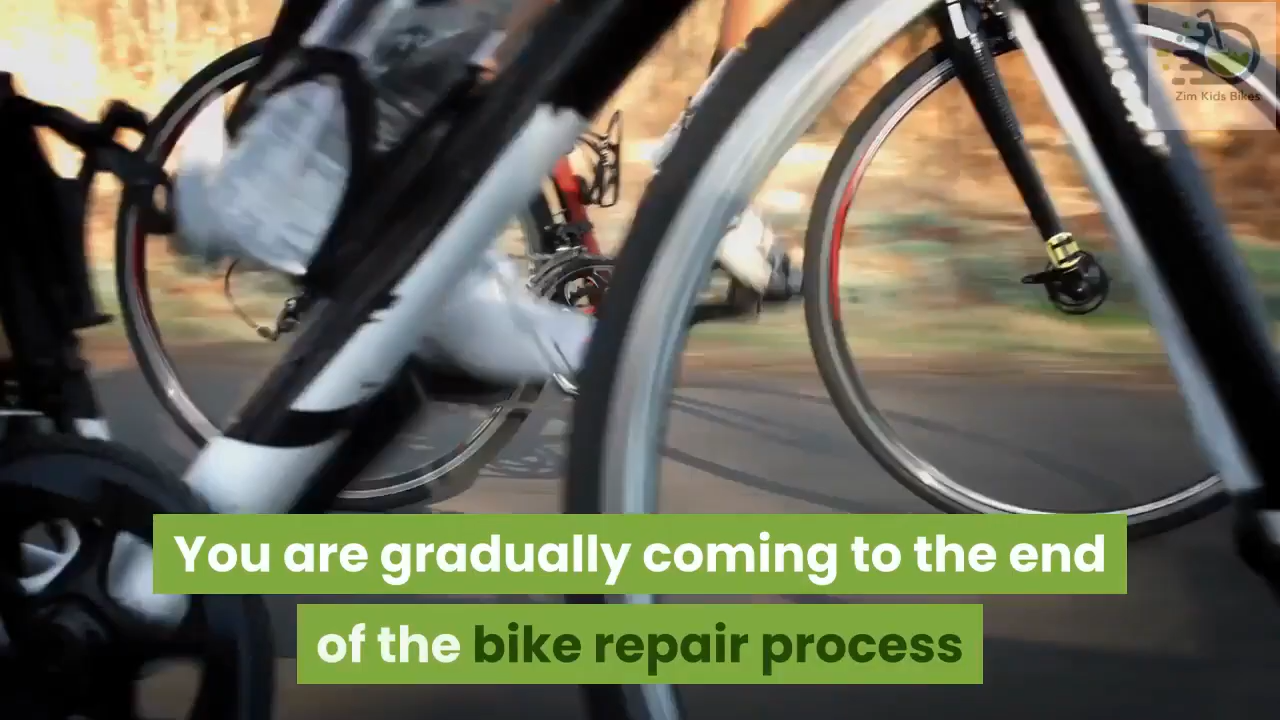 Zim Kids Bikes
You are gradually coming to the end
of the bike repair process